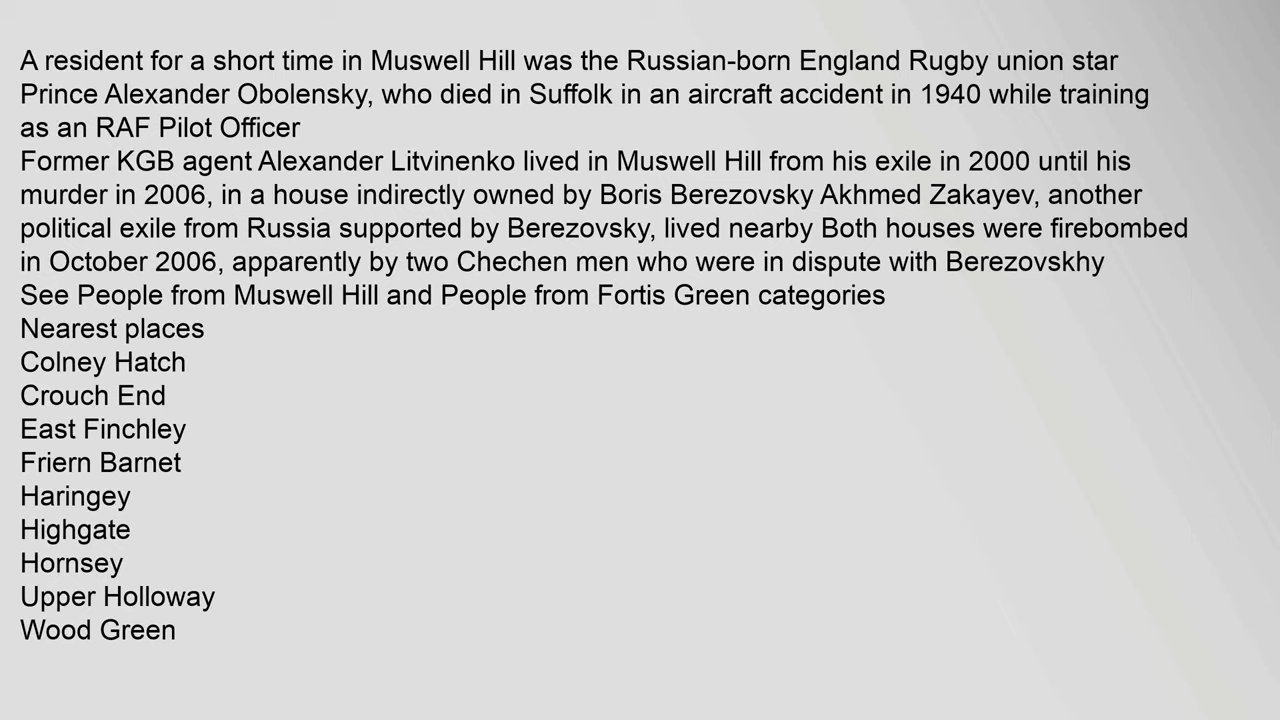 A resident for a short time in Muswell Hill was the Russian-born England Rugby union star
Prince Alexander Obolensky, who died in Suffolk in an aircraft accident in 1940 while training
as an RAF Pilot Officer
Former KGB agent Alexander Litvinenko lived in Muswell Hill from his exile in 2000 until his
murder in 2006, in a house indirectly owned by Boris Berezovsky Akhmed Zakayev, another
political exile from Russia supported by Berezovsky, lived nearby Both houses were firebombed
in October 2006, apparently by two Chechen men who were in dispute with Berezovskhy
See People from Muswell Hill and People from Fortis Green categories
Nearest places
Colney Hatch
Crouch End
East Finchley
Friern Barnet
Haringey
Highgate
Hornsey
Upper Holloway
Wood Green